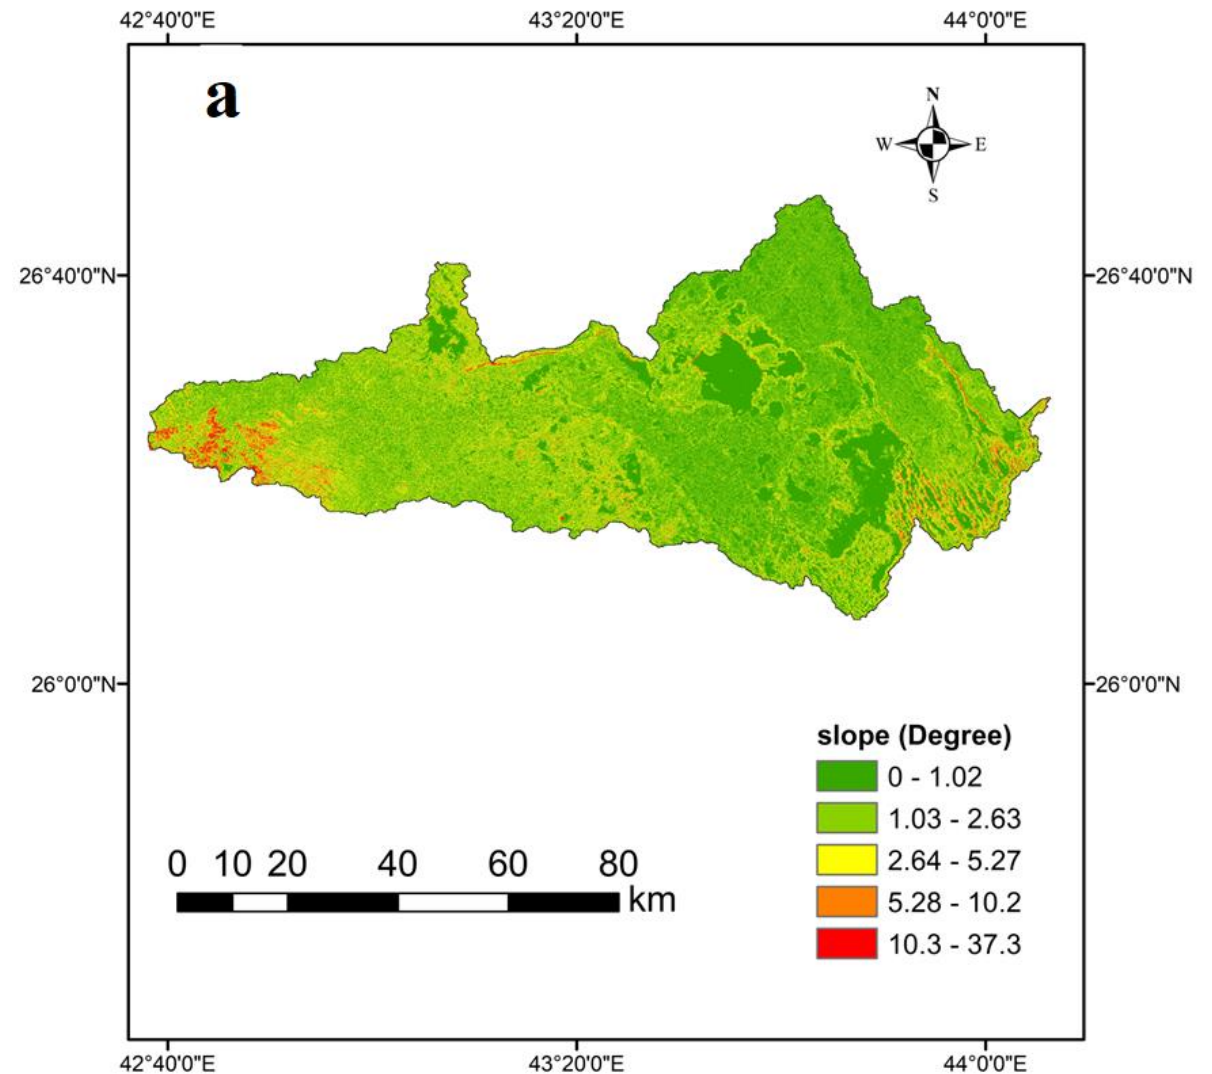 42°40'0"E 43°20'0"E 44°0'0"E
a
N
W E
S
26°40'0"N 26°40'0"N
26°0'0"N 26°0'0"N
slope (Degree)
0 - 1.02
1.03 - 2.63
2.64 - 5.27
5.28 - 10.2
10.3 - 37.3
0 10 20 40 60 80
km
42°40'0"E 43°20'0"E 44°0'0"E